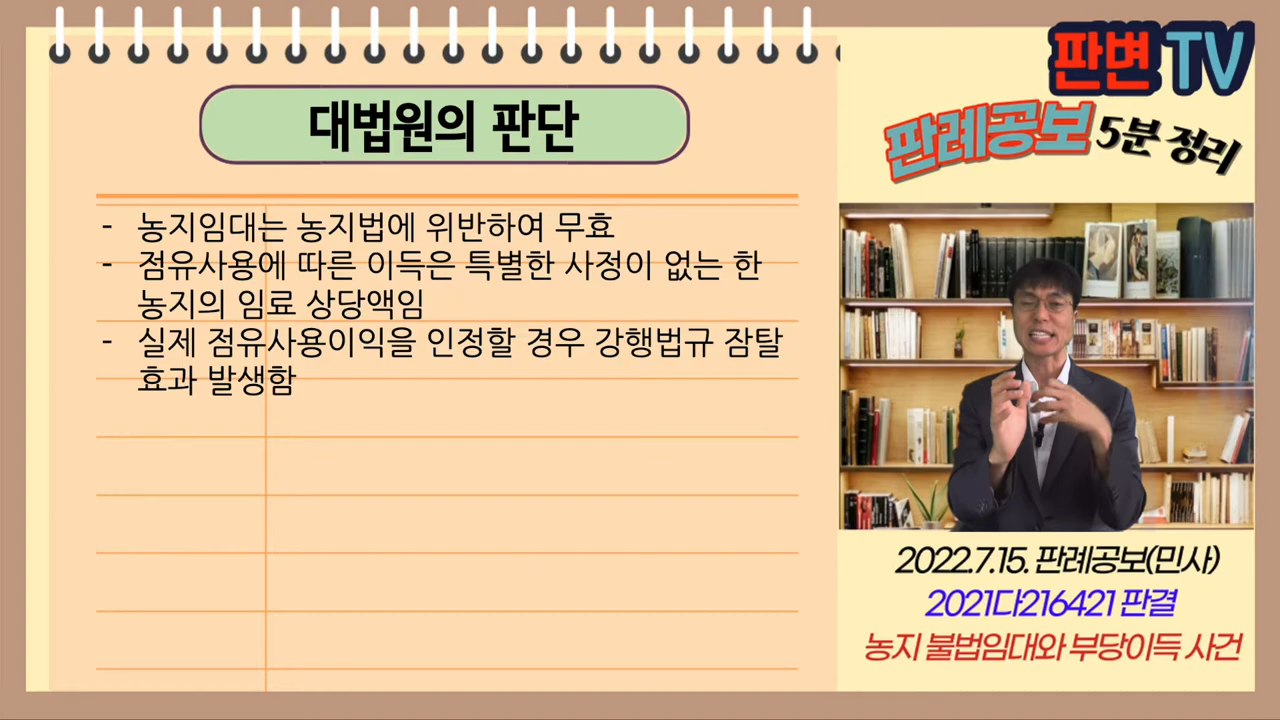 대법원의 판단
- 농지임대는 농지법에 위반하여 무효
- 점유사용에 따른 이득은 특별한 사정이 없는 한
농지의 임료 상당액임
- 실제 점유사용이익을 인정할 경우 강행법규 잠탈
효과 발생함
판변 TV
판례공보 5분 정리
2022.7.15. 판례공보(민사)
2021다216421 판결
농지 불법임대와 부당이득 사건